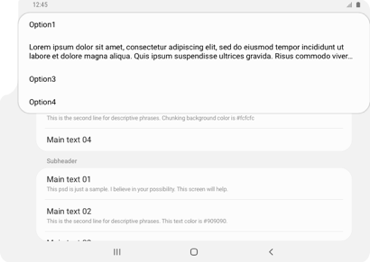 12:45
Option1
Lorem ipsum dolor sit amet, consectetur adipiscing elit, sed do eiusmod tempor incididunt ut
labore et dolore magna aliqua. Quis ipsum suspendisse ultrices gravida. Risus commodo viver...
Option3
Option4
This is the second line for descriptive phrases. Chunking background color is #fcfcfc.
Main text 04
Subheader
Main text 01
This psd is just a sample. I believe in your possibility. This screen will help.
Main text 02
This is the second line for descriptive phrases. This text color is #909090.